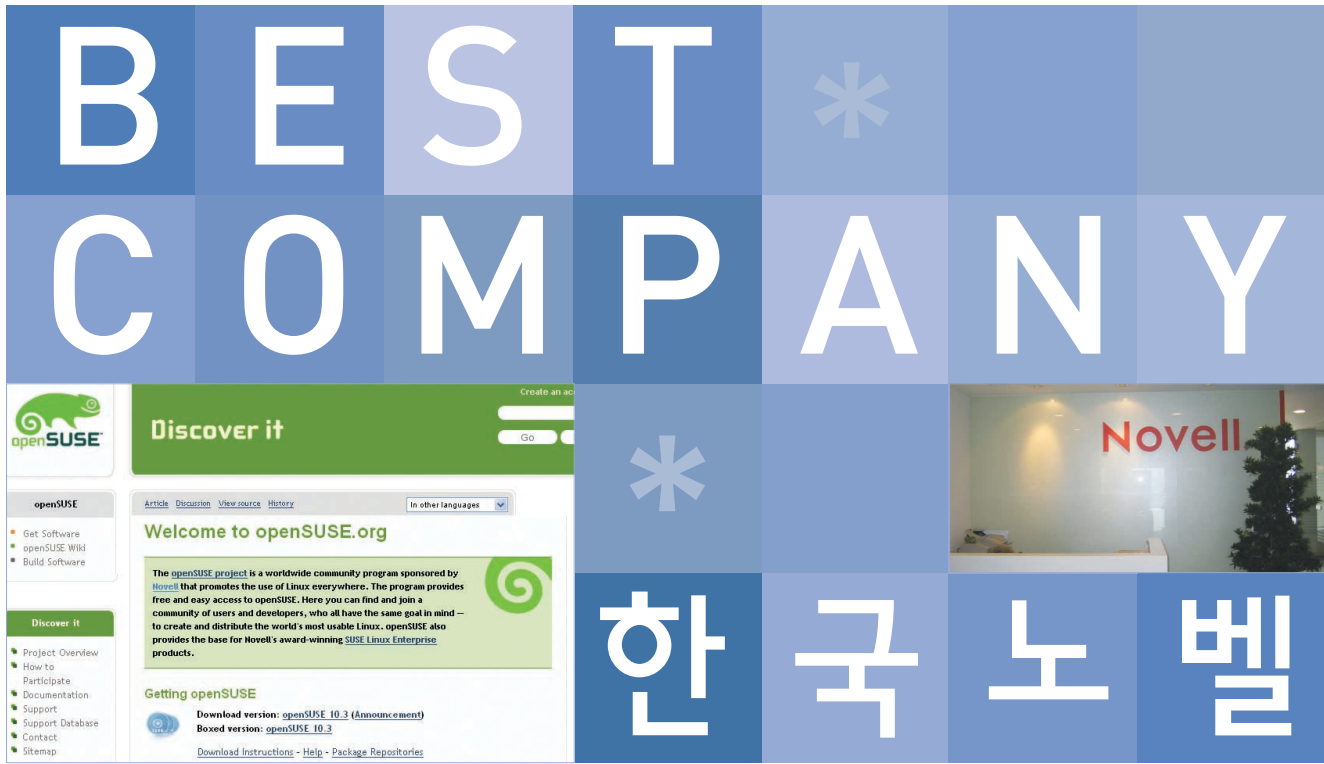 BEST *
COMPANY
openSUSE
Discover it
Create an ac
Go
openSUSE
Get Software
openSUSE Wiki
Build Software
Discover it
Project Overview
How to
Participate
Documentation
Support
Support Database
Contact
Sitemap
Article Discussion View source History
In other languages
Welcome to openSUSE.org
The openSUSE project is a worldwide community program sponsored by
Novell that promotes the use of Linux everywhere. The program provides
free and easy access to openSUSE. Here you can find and join a
community of users and developers, who all have the same goal in mind —
to create and distribute the world's most usable Linux. openSUSE also
provides the base for Novell's award-winning SUSE Linux Enterprise
products.
Getting openSUSE
Download version: openSUSE 10.3 (Announcement)
Boxed version: openSUSE 10.3
Download Instructions - Help - Package Repositories
*
Novell
한국노벨